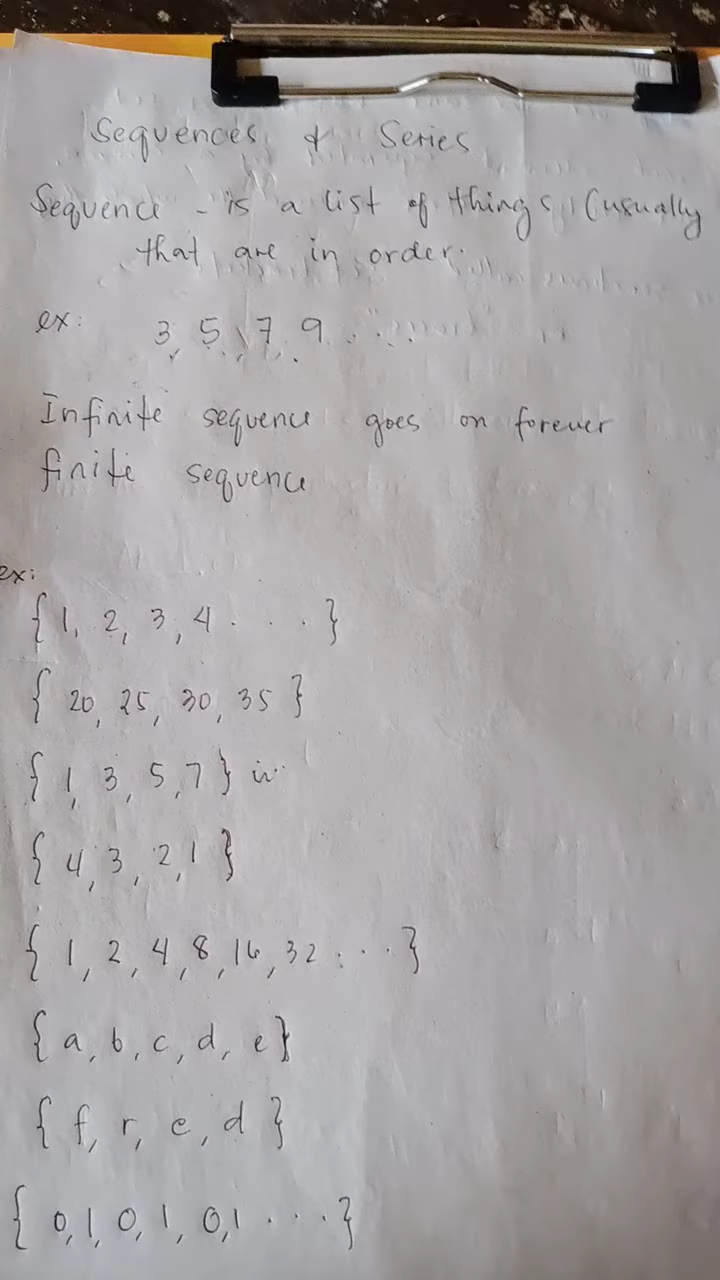 Sequences & Series
Sequence - is a list of things (usually
that are in order.
ex: 3, 5, 7, 9 . . . .
Infinite sequence goes on forever
finite sequence
ex:
{ 1, 2, 3, 4 . . . . }
{ 20, 25, 30, 35 }
{ 1, 3, 5, 7 }
{ 4, 3, 2, 1 }
{ 1, 2, 4, 8, 16, 32 . . . }
{ a, b, c, d, e }
{ f, r, e, d }
{ 0, 1, 0, 1, 0, 1 . . . . }